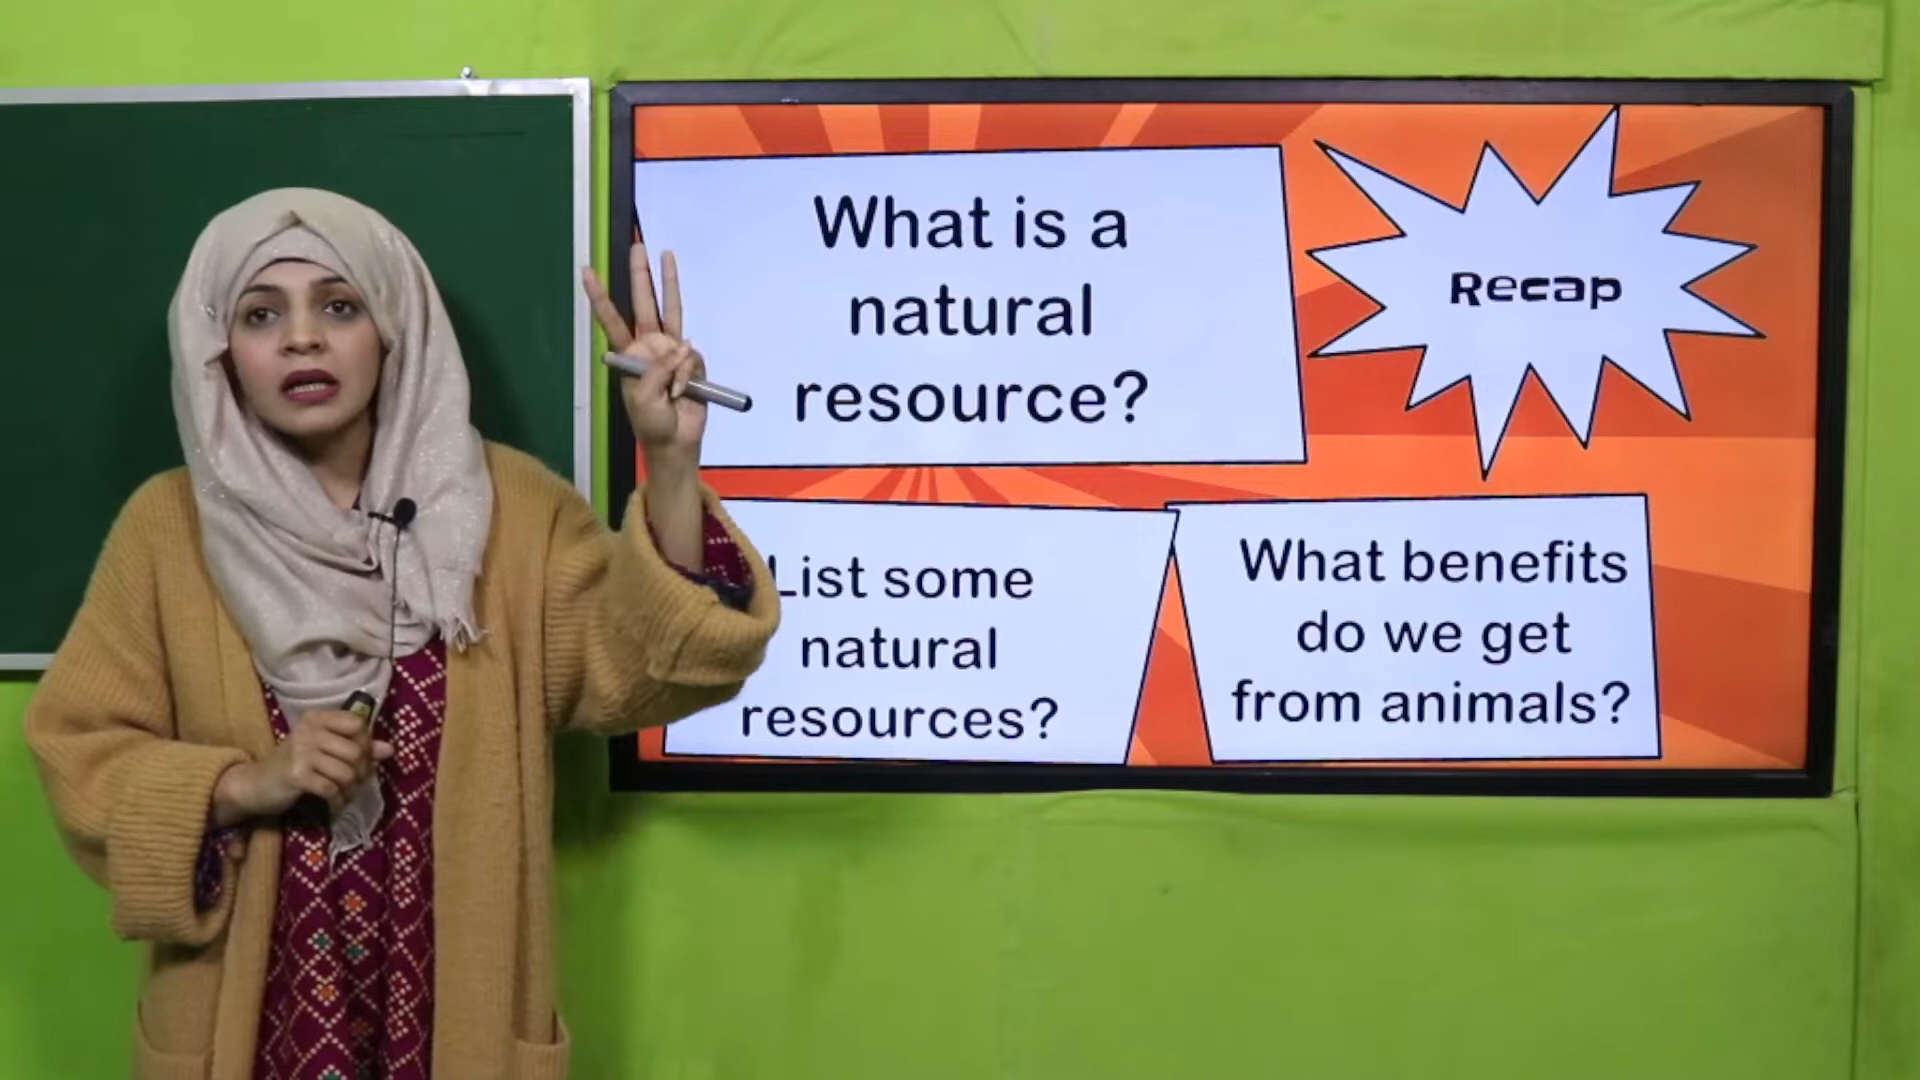 What is a
natural
resource?
Recap
List some
natural
resources?
What benefits
do we get
from animals?